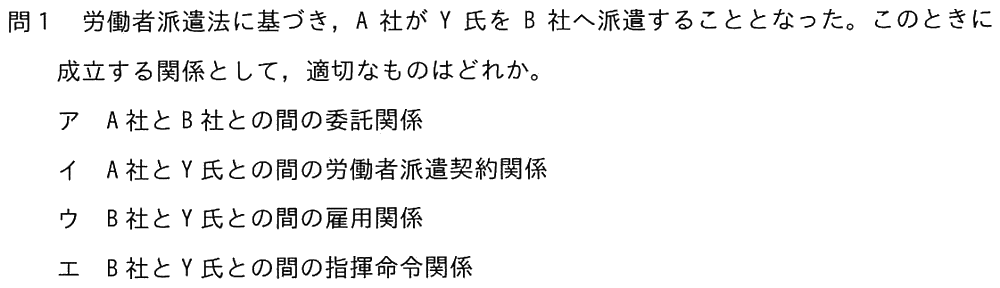 問1 労働者派遣法に基づき，A 社が Y 氏を B 社へ派遣することとなった。このときに
成立する関係として，適切なものはどれか。
ア A 社と B 社との間の委託関係
イ A 社と Y 氏との間の労働者派遣契約関係
ウ B 社と Y 氏との間の雇用関係
エ B 社と Y 氏との間の指揮命令関係